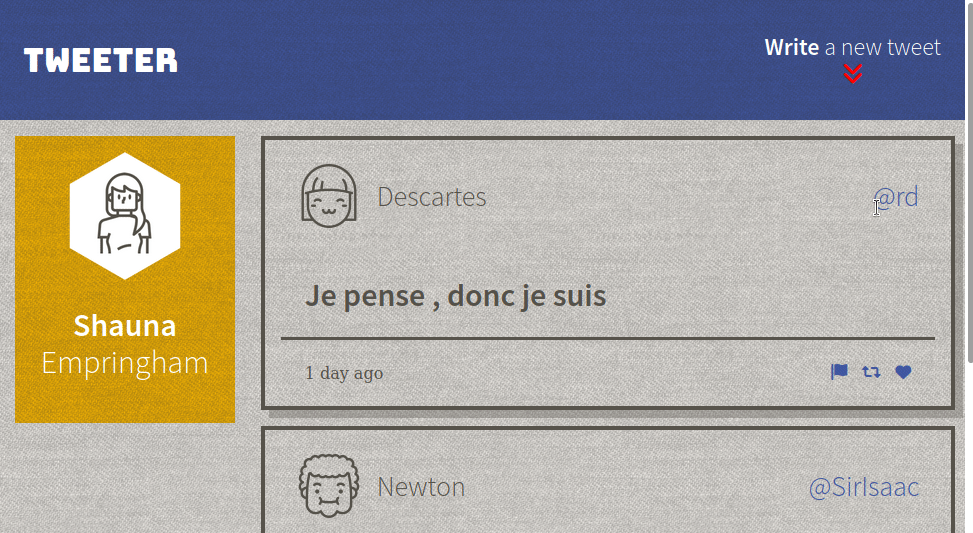 TWEETER
Write a new tweet
Shauna
Empringham
Descartes
@rd
Je pense , donc je suis
1 day ago
Newton
@SirIsaac